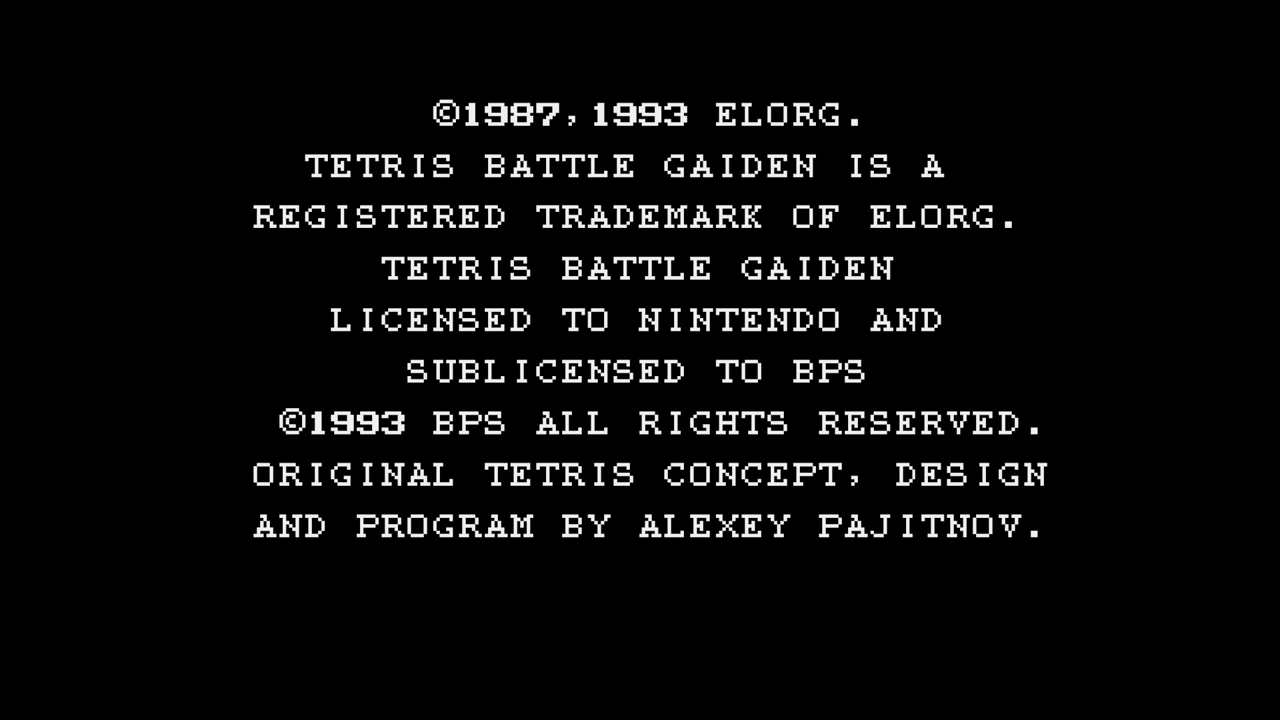 ©1987,1993 ELORG.
TETRIS BATTLE GAIDEN IS A
REGISTERED TRADEMARK OF ELORG.
TETRIS BATTLE GAIDEN
LICENSED TO NINTENDO AND
SUBLICENSED TO BPS
©1993 BPS ALL RIGHTS RESERVED.
ORIGINAL TETRIS CONCEPT, DESIGN
AND PROGRAM BY ALEXEY PAJITNOV.